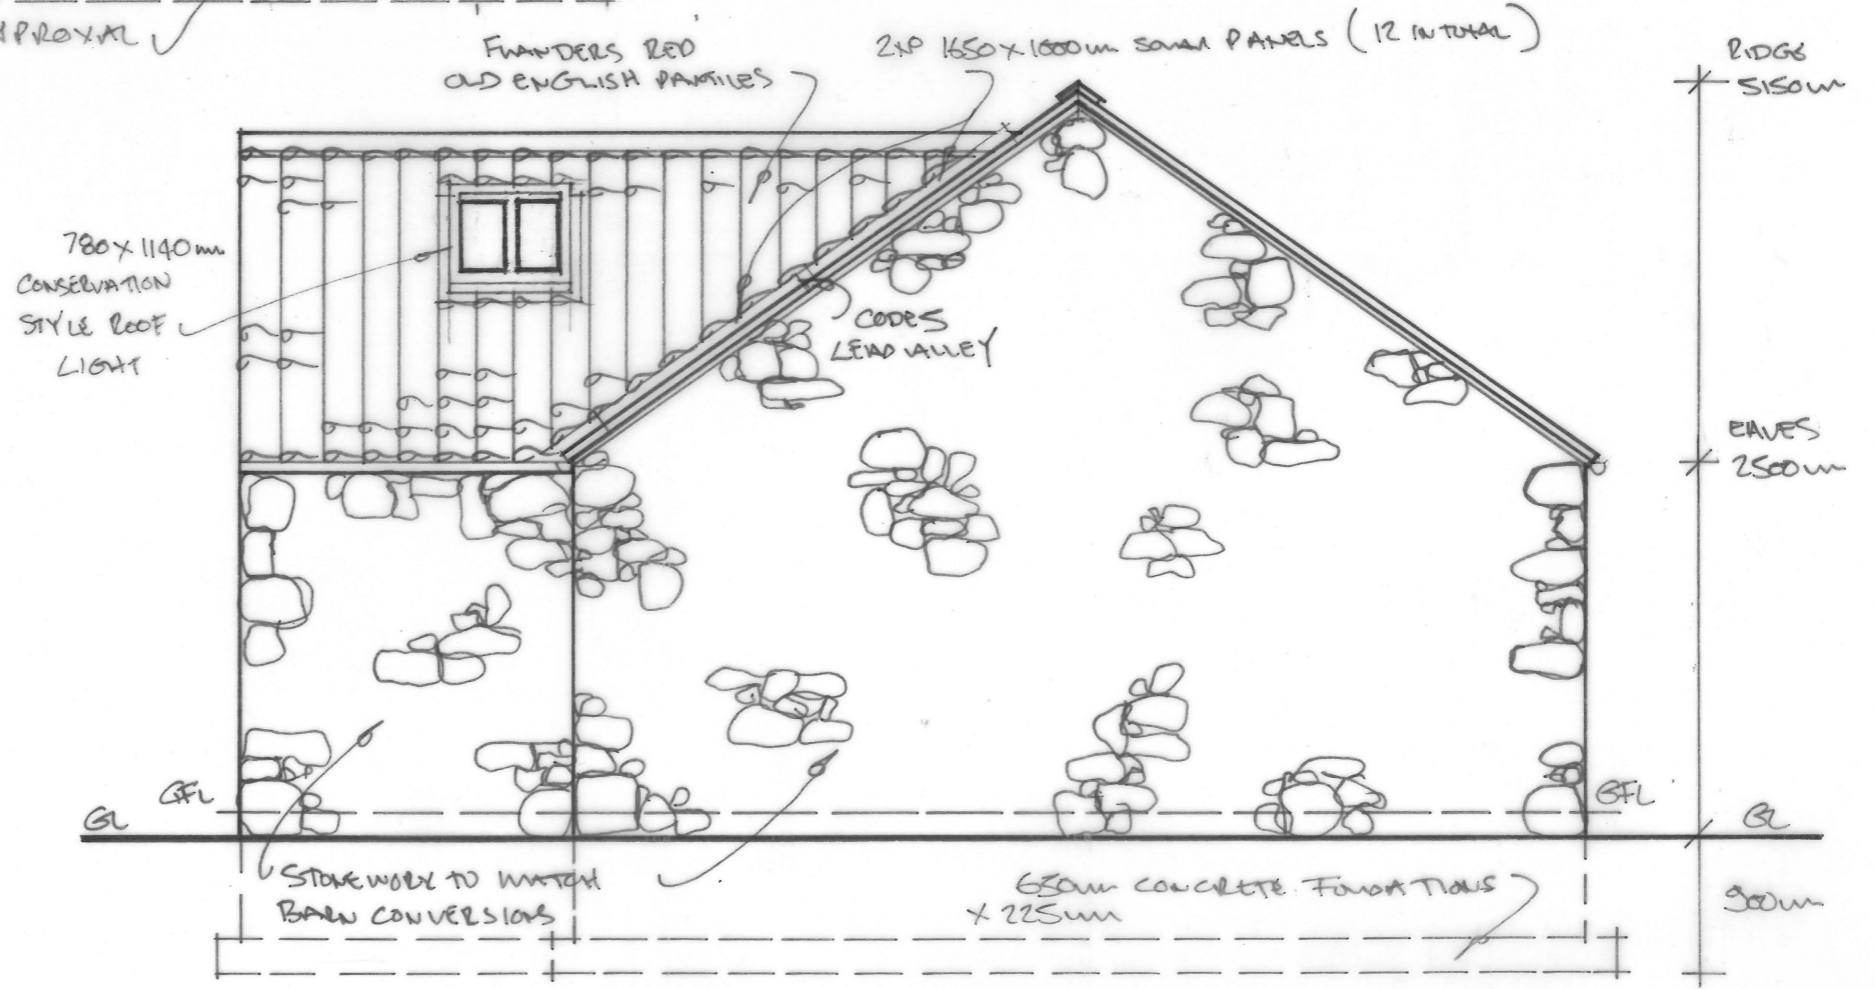 APPROVAL
FLANDERS RED
OLD ENGLISH PANTILES
2NO 1650 X 1000mm SOLAR PANELS (12 IN TOTAL)
RIDGE
5150mm
780 X 1140mm
CONSERVATION
STYLE ROOF
LIGHT
CODE 5
LEAD VALLEY
EAVES
2500mm
GFL
GFL
GL
GL
STONEWORK TO MATCH
BARN CONVERSIONS
650mm CONCRETE FOUNDATIONS
X 225mm
900mm